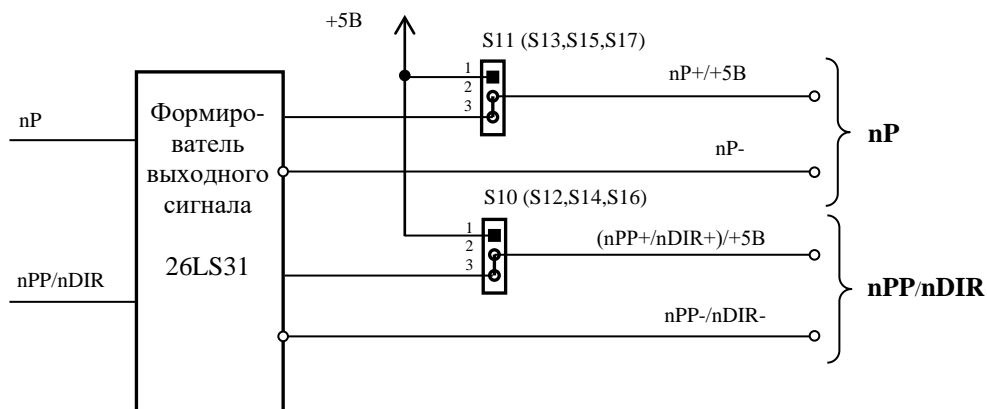 +5В
S11 (S13,S15,S17)
1
2
3
nP+/+5В
nP
Формиро-
ватель
выходного
сигнала
26LS31
nP-
nP
S10 (S12,S14,S16)
1
2
3
(nPP+/nDIR+)/+5В
nPP/nDIR
nPP-/nDIR-
nPP/nDIR